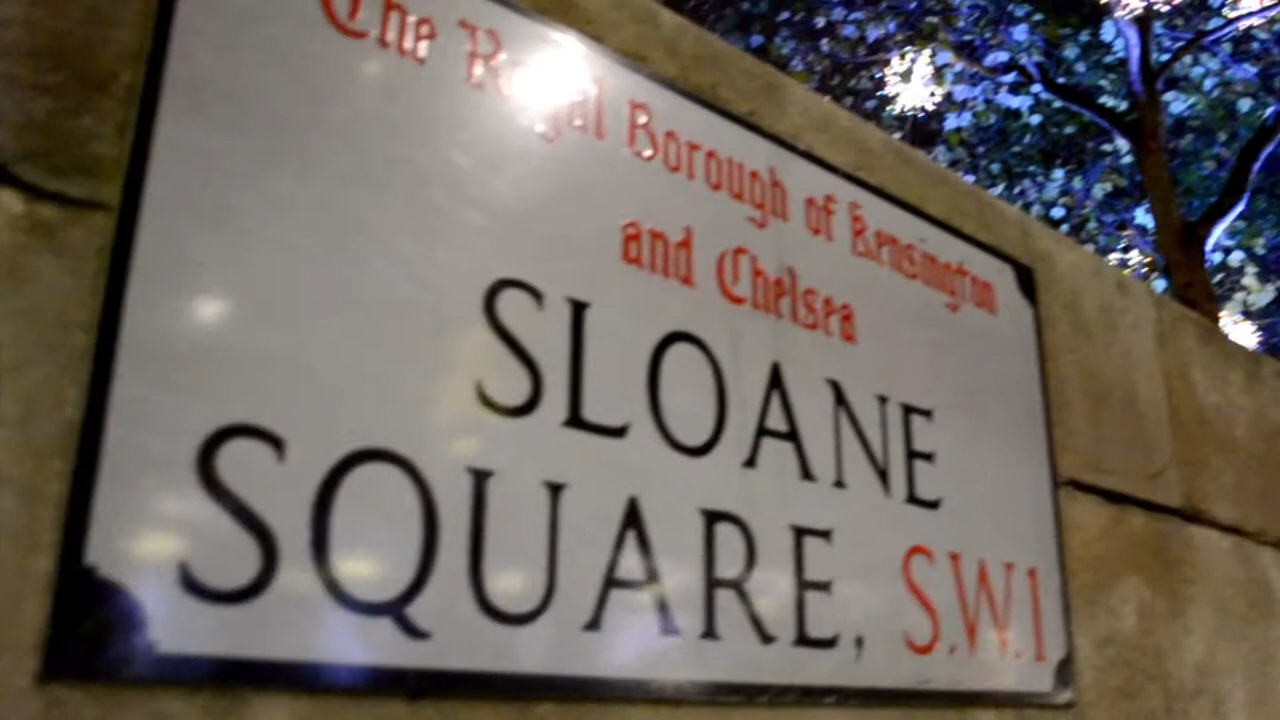 The Royal Borough of Kensington
and Chelsea
SLOANE
SQUARE, S.W.1